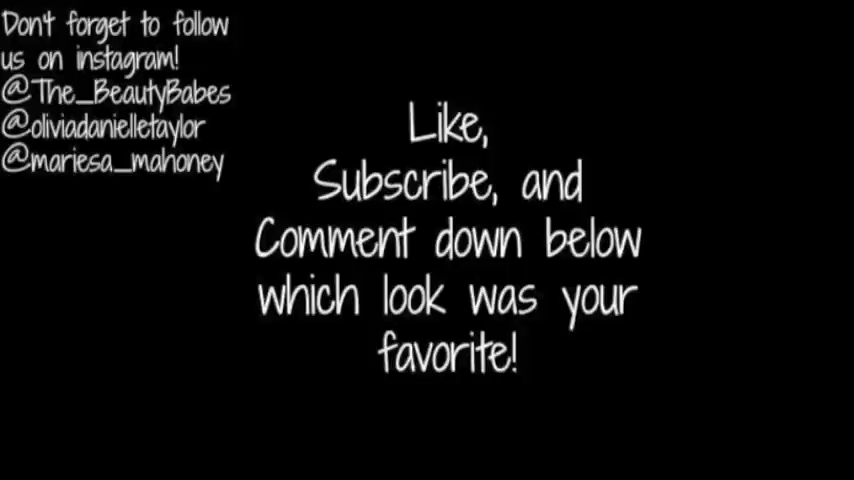 Don't forget to follow
us on instagram!
@The_BeautyBabes
@oliviadanielletaylor
@mariesa_mahoney
Like,
Subscribe, and
Comment down below
which look was your
favorite!